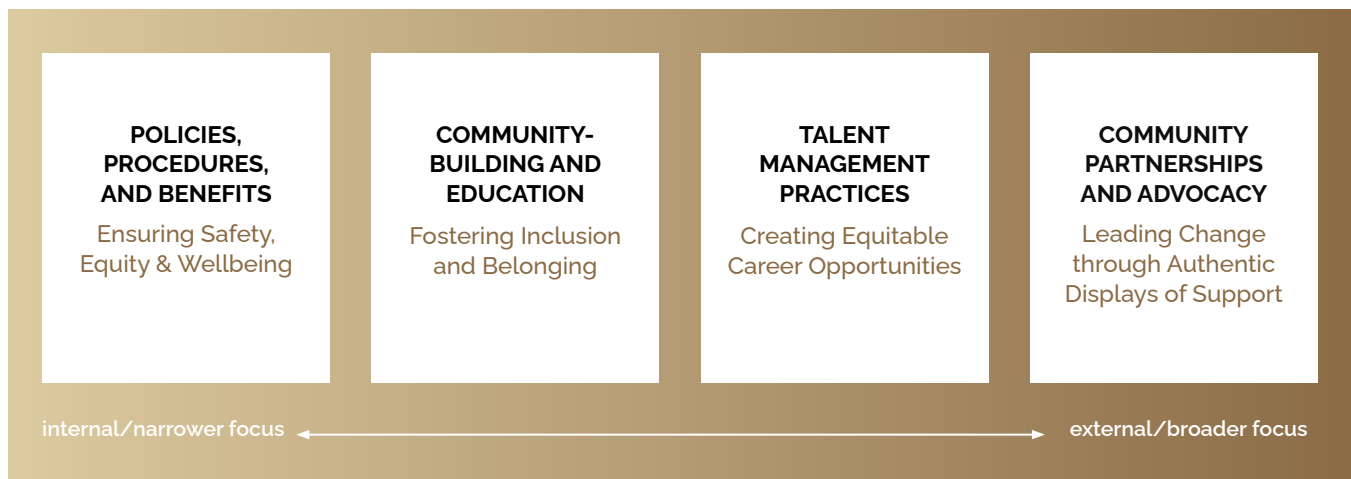 POLICIES,
PROCEDURES,
AND BENEFITS
Ensuring Safety,
Equity & Wellbeing
COMMUNITY-
BUILDING AND
EDUCATION
Fostering Inclusion
and Belonging
TALENT
MANAGEMENT
PRACTICES
Creating Equitable
Career Opportunities
COMMUNITY
PARTNERSHIPS
AND ADVOCACY
Leading Change
through Authentic
Displays of Support
internal/narrower focus
external/broader focus